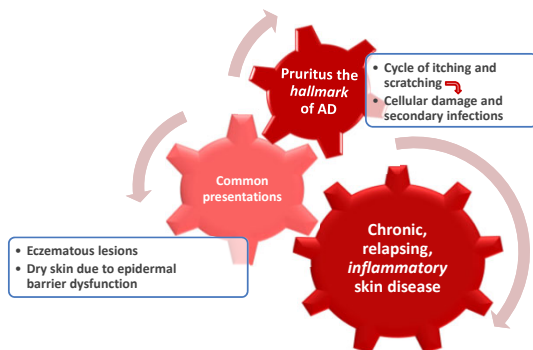 Pruritus the
hallmark
of AD
• Cycle of itching and
scratching
• Cellular damage and
secondary infections
Common
presentations
• Eczematous lesions
• Dry skin due to epidermal
barrier dysfunction
Chronic,
relapsing,
inflammatory
skin disease